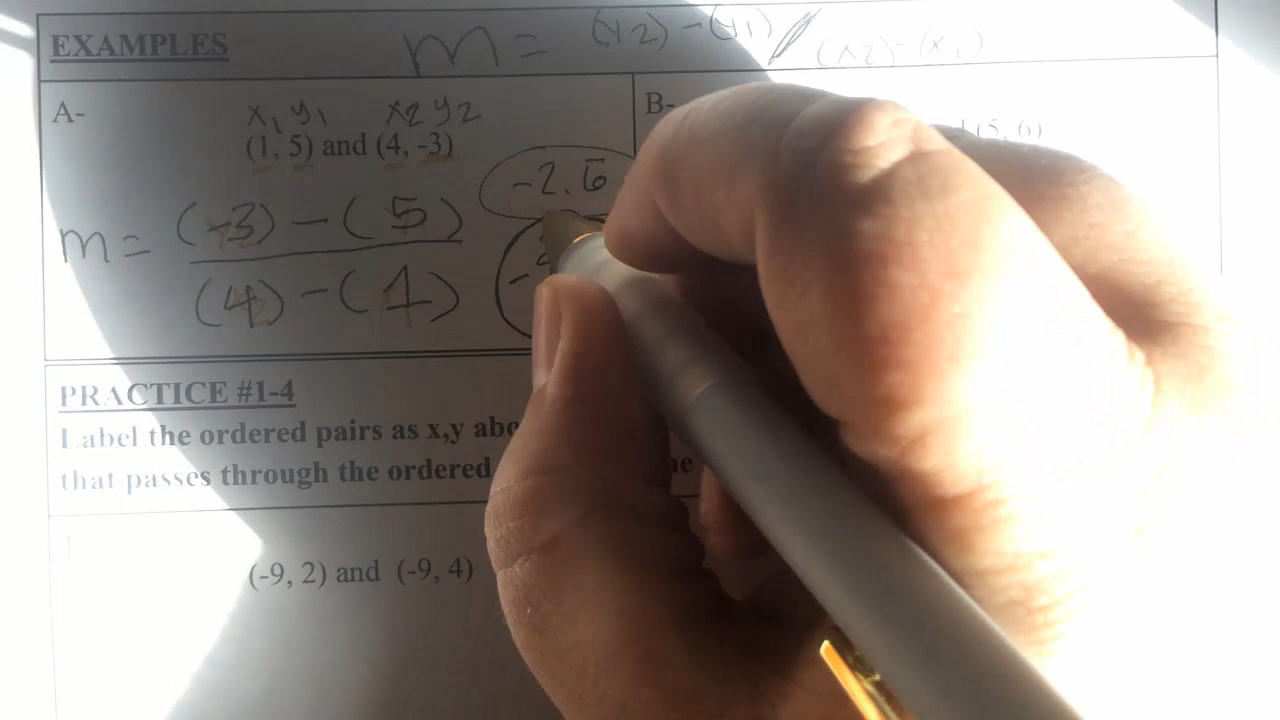 EXAMPLES
m = (y2) - (y1) / (x2) - (x1)
A-
x1 y1 x2 y2
(1, 5) and (4, -3)
-2.6̅
m = (-3) - (5)
(4) - (1)
B-
(5, 6)
PRACTICE #1-4
Label the ordered pairs as x,y
that passes through the ordered
(-9, 2) and (-9, 4)